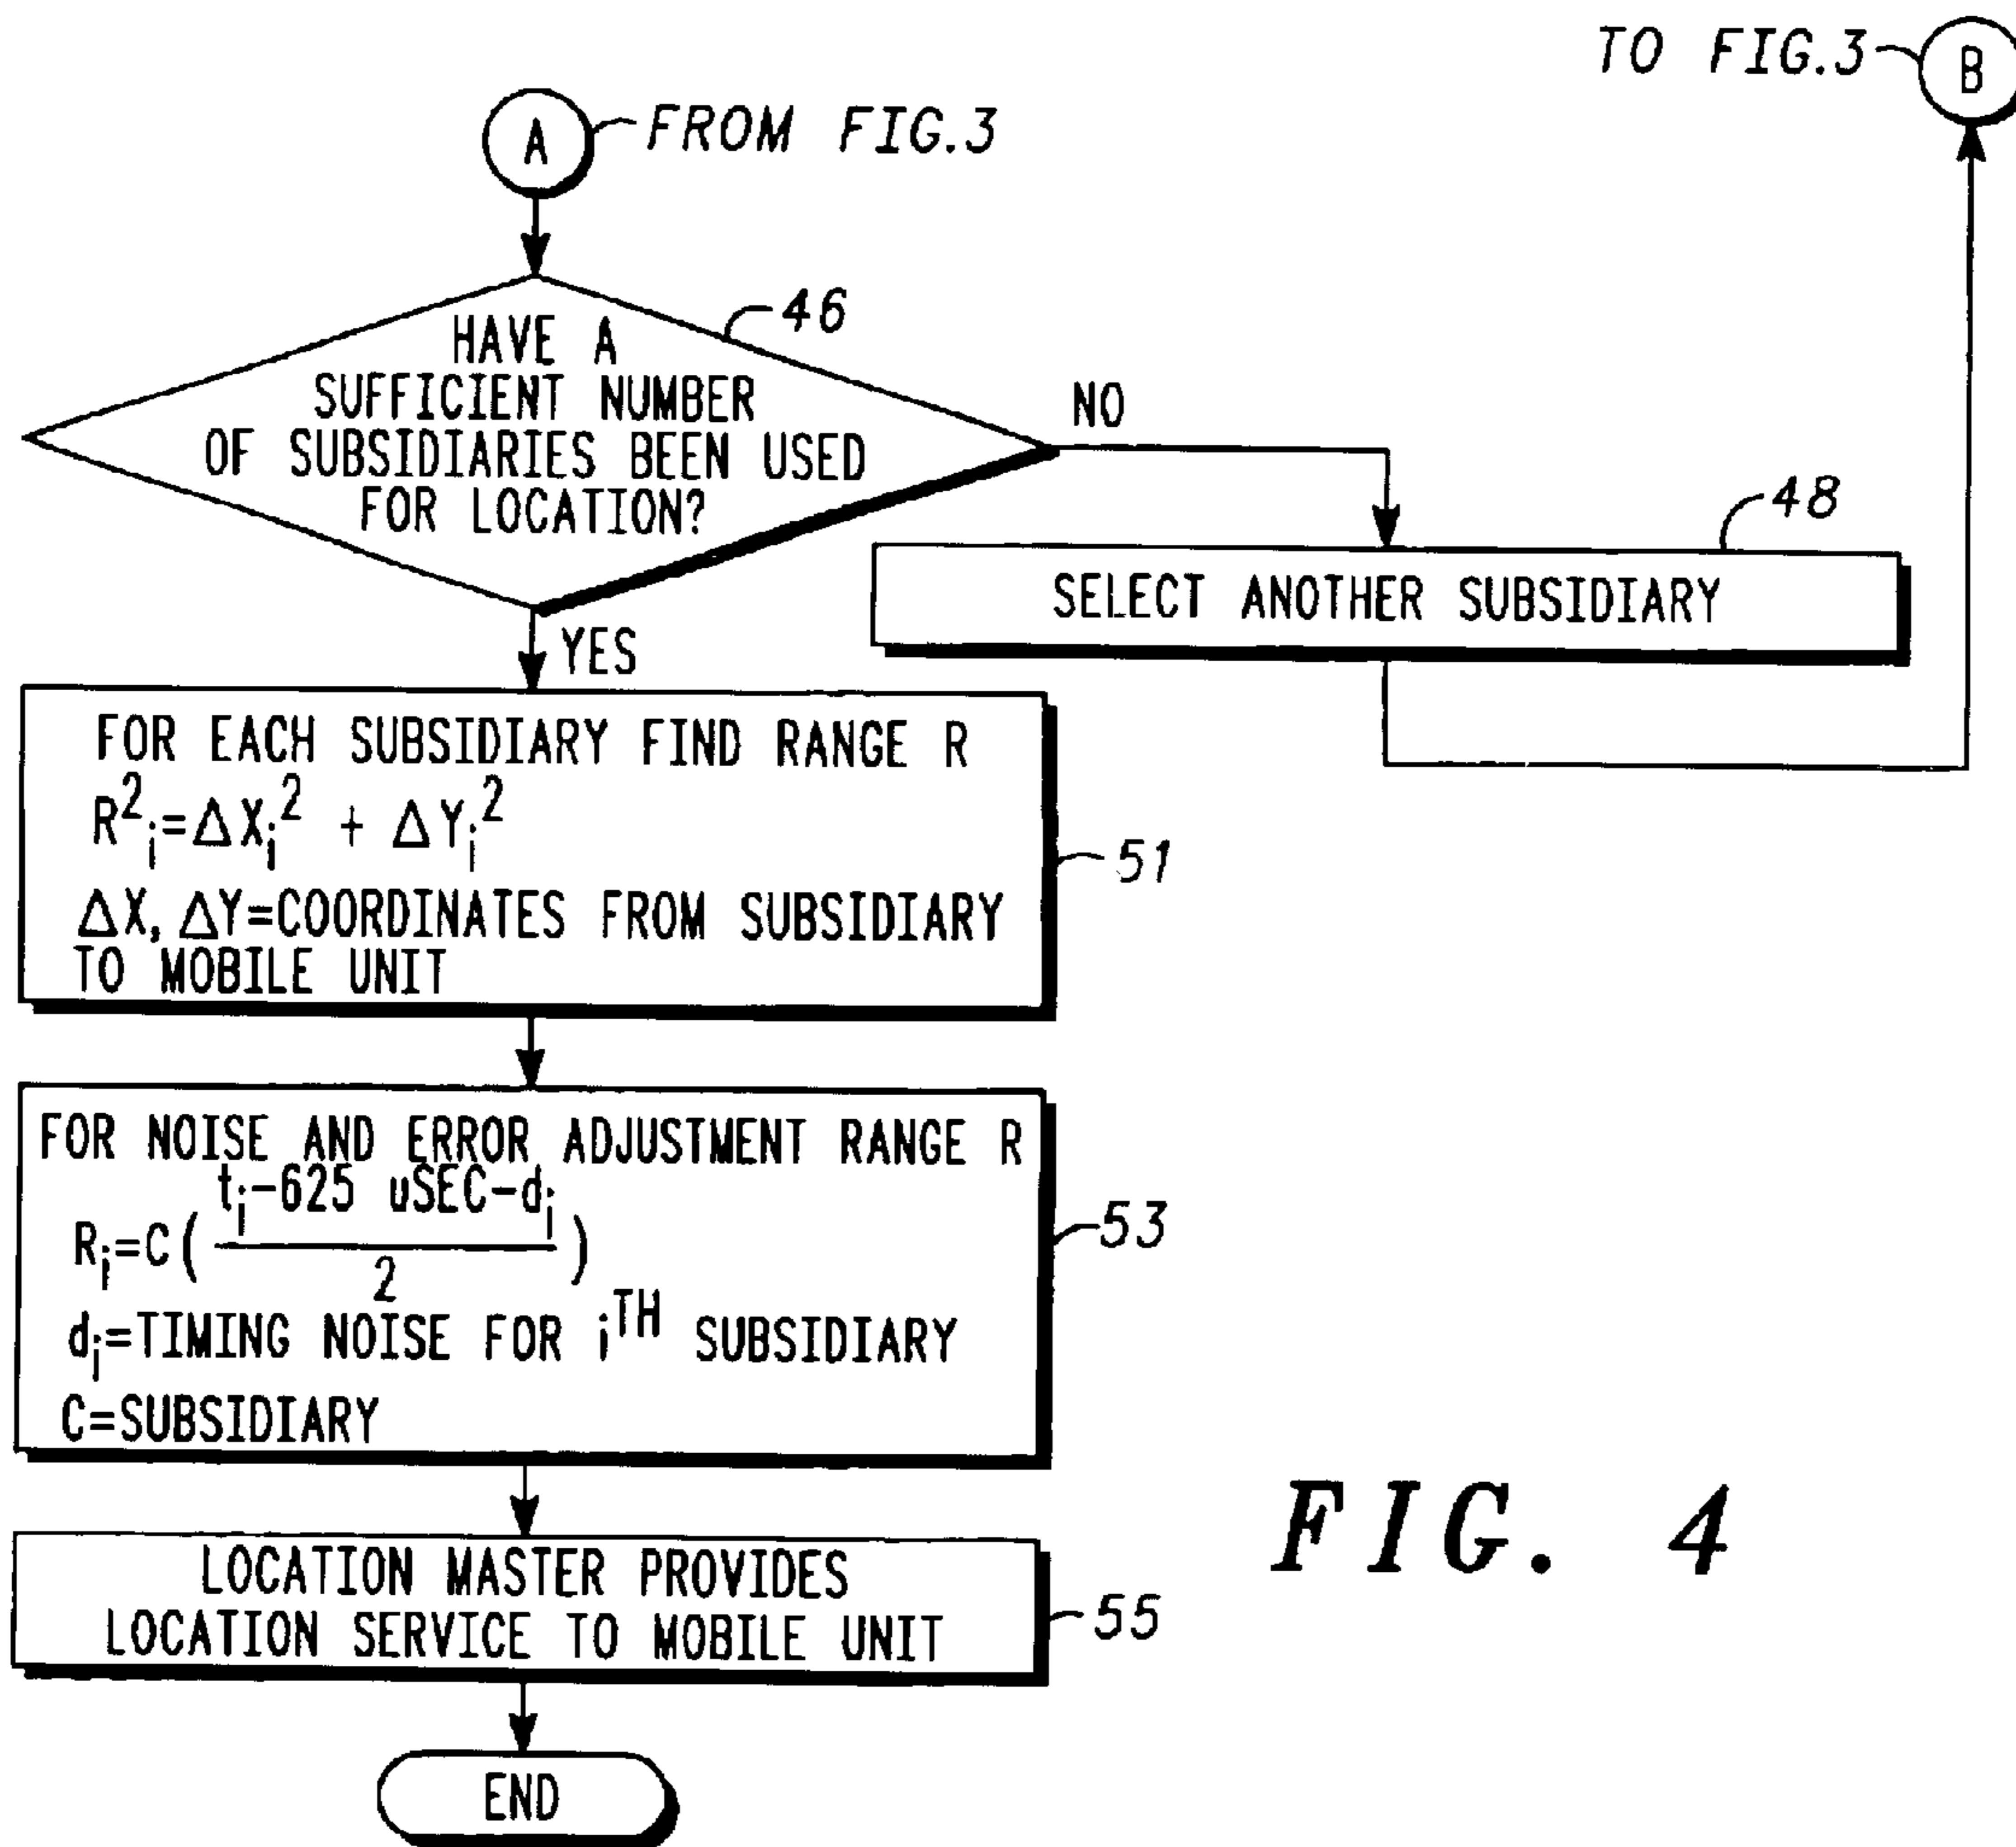 TO FIG.3
B
A
FROM FIG.3
46
HAVE A
SUFFICIENT NUMBER
OF SUBSIDIARIES BEEN USED
FOR LOCATION?
NO
48
SELECT ANOTHER SUBSIDIARY
YES
FOR EACH SUBSIDIARY FIND RANGE R
R²ᵢ=ΔXᵢ² + ΔYᵢ²
ΔX, ΔY=COORDINATES FROM SUBSIDIARY
TO MOBILE UNIT
51
FOR NOISE AND ERROR ADJUSTMENT RANGE R
tᵢ-625 uSEC-dᵢ
Rᵢ=C( )
2
53
dᵢ=TIMING NOISE FOR iᵀᴴ SUBSIDIARY
C=SUBSIDIARY
LOCATION MASTER PROVIDES
LOCATION SERVICE TO MOBILE UNIT
55
END
FIG. 4